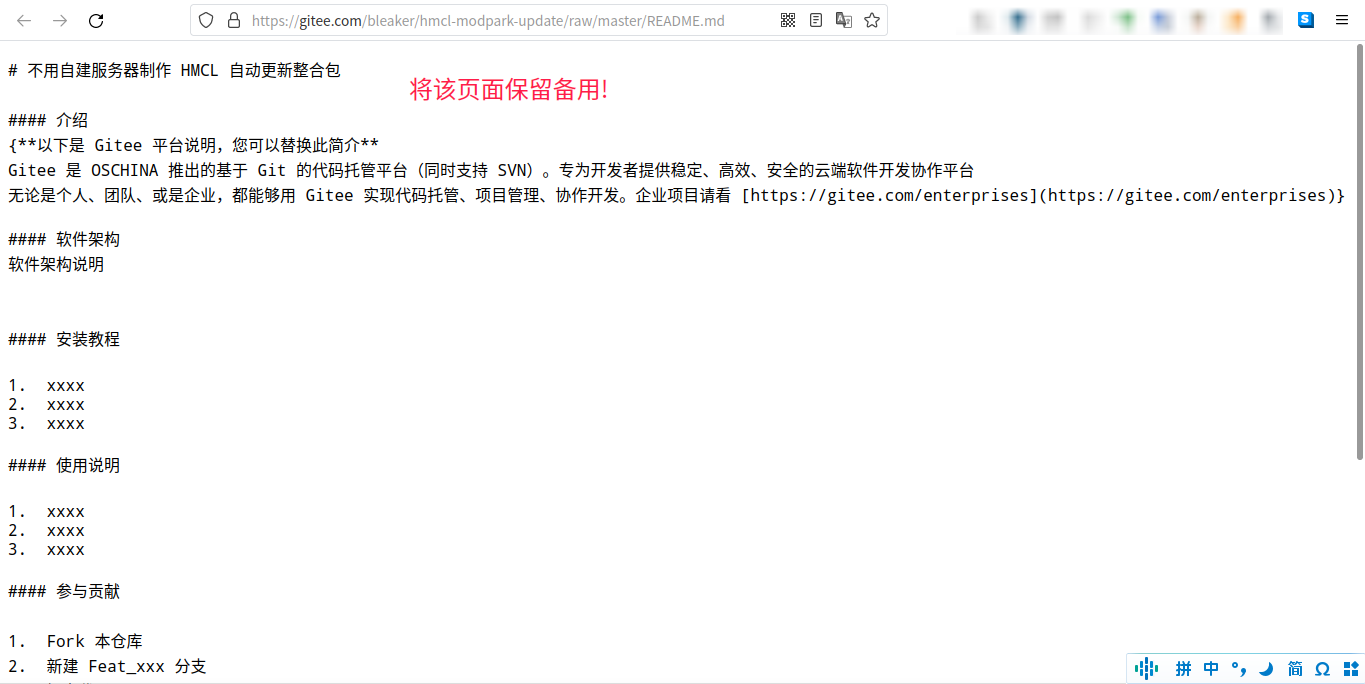 https://gitee.com/bleaker/hmcl-modpark-update/raw/master/README.md
S
# 不用自建服务器制作 HMCL 自动更新整合包
将该页面保留备用!
#### 介绍
{**以下是 Gitee 平台说明，您可以替换此简介**
Gitee 是 OSCHINA 推出的基于 Git 的代码托管平台（同时支持 SVN）。专为开发者提供稳定、高效、安全的云端软件开发协作平台
无论是个人、团队、或是企业，都能够用 Gitee 实现代码托管、项目管理、协作开发。企业项目请看 [https://gitee.com/enterprises](https://gitee.com/enterprises)}
#### 软件架构
软件架构说明
#### 安装教程
1.  xxxx
2.  xxxx
3.  xxxx
#### 使用说明
1.  xxxx
2.  xxxx
3.  xxxx
#### 参与贡献
1.  Fork 本仓库
2.  新建 Feat_xxx 分支
拼 中 °, 简 Ω